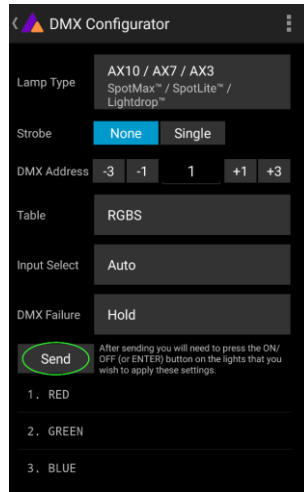 DMX Configurator
Lamp Type
AX10 / AX7 / AX3
SpotMax™ / SpotLite™ /
Lightdrop™
Strobe
None
Single
DMX Address
-3
-1
1
+1
+3
Table
RGBS
Input Select
Auto
DMX Failure
Hold
Send
After sending you will need to press the ON/
OFF (or ENTER) button on the lights that you
wish to apply these settings.
1. RED
2. GREEN
3. BLUE